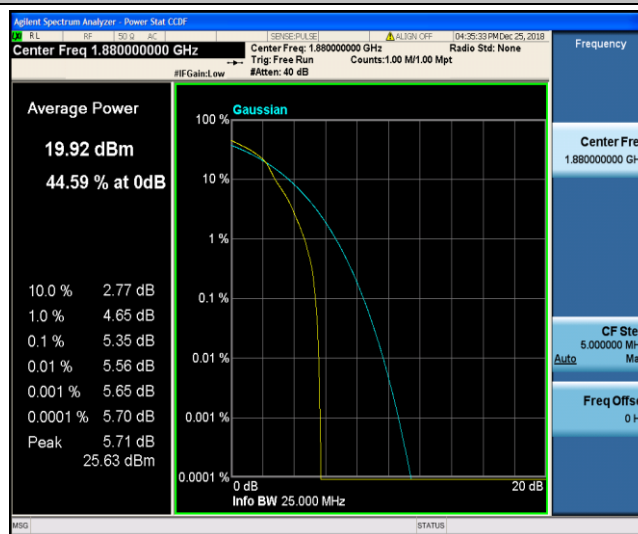 Agilent Spectrum Analyzer - Power Stat CCDF
RL RF 50 Ω AC SENSE:PULSE ALIGN OFF 04:35:33 PM Dec 25, 2018
Center Freq 1.880000000 GHz
Center Freq: 1.880000000 GHz Radio Std: None
Trig: Free Run Counts:1.00 M/1.00 Mpt
#IFGain:Low #Atten: 40 dB
Frequency
Average Power
19.92 dBm
44.59 % at 0dB
10.0 % 2.77 dB
1.0 % 4.65 dB
0.1 % 5.35 dB
0.01 % 5.56 dB
0.001 % 5.65 dB
0.0001 % 5.70 dB
Peak 5.71 dB
25.63 dBm
Gaussian
100 %
10 %
1 %
0.1 %
0.01 %
0.001 %
0.0001 %
0 dB 20 dB
Info BW 25.000 MHz
Center Fre
1.880000000 GH
CF Ste
5.000000 MH
Auto Ma
Freq Offse
0 H
MSG STATUS